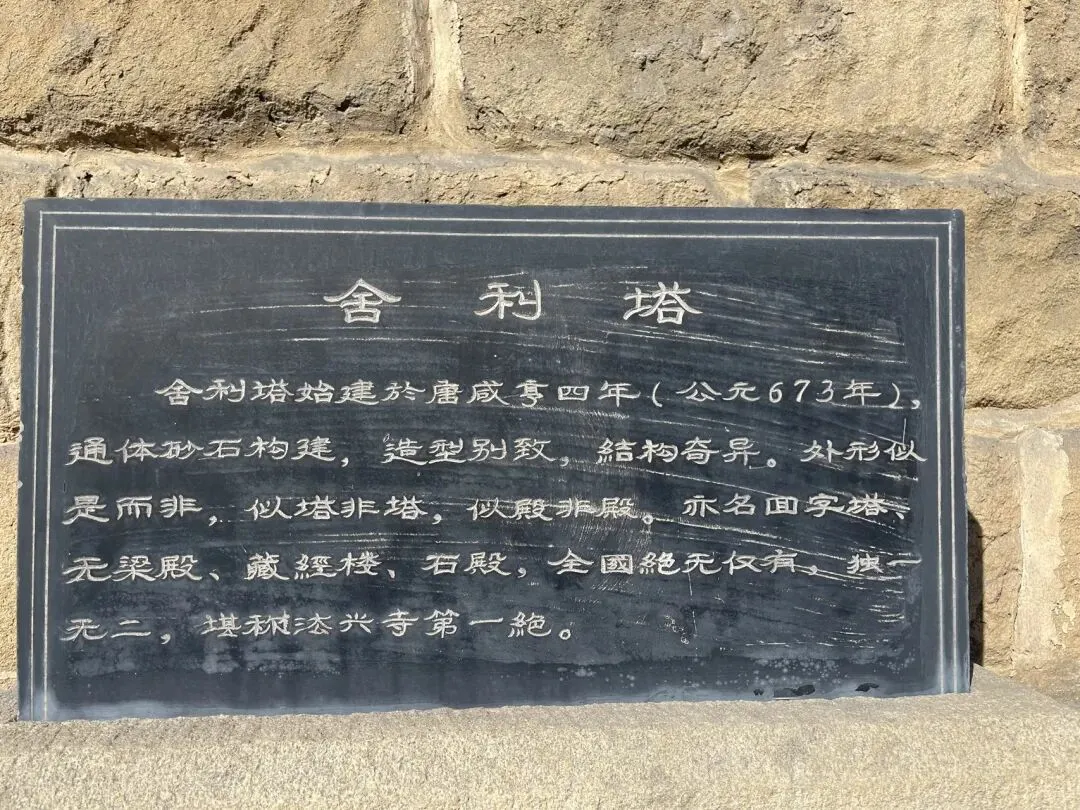 舍利塔
舍利塔始建於唐咸亨四年(公元673年),
通体砂石构建,造型别致,結构奇异。外形似
是而非,似塔非塔,似殿非殿。亦名回字塔、
无梁殿、藏經楼、石殿,全國絶无仅有,独一
无二,堪称法兴寺第一絶。